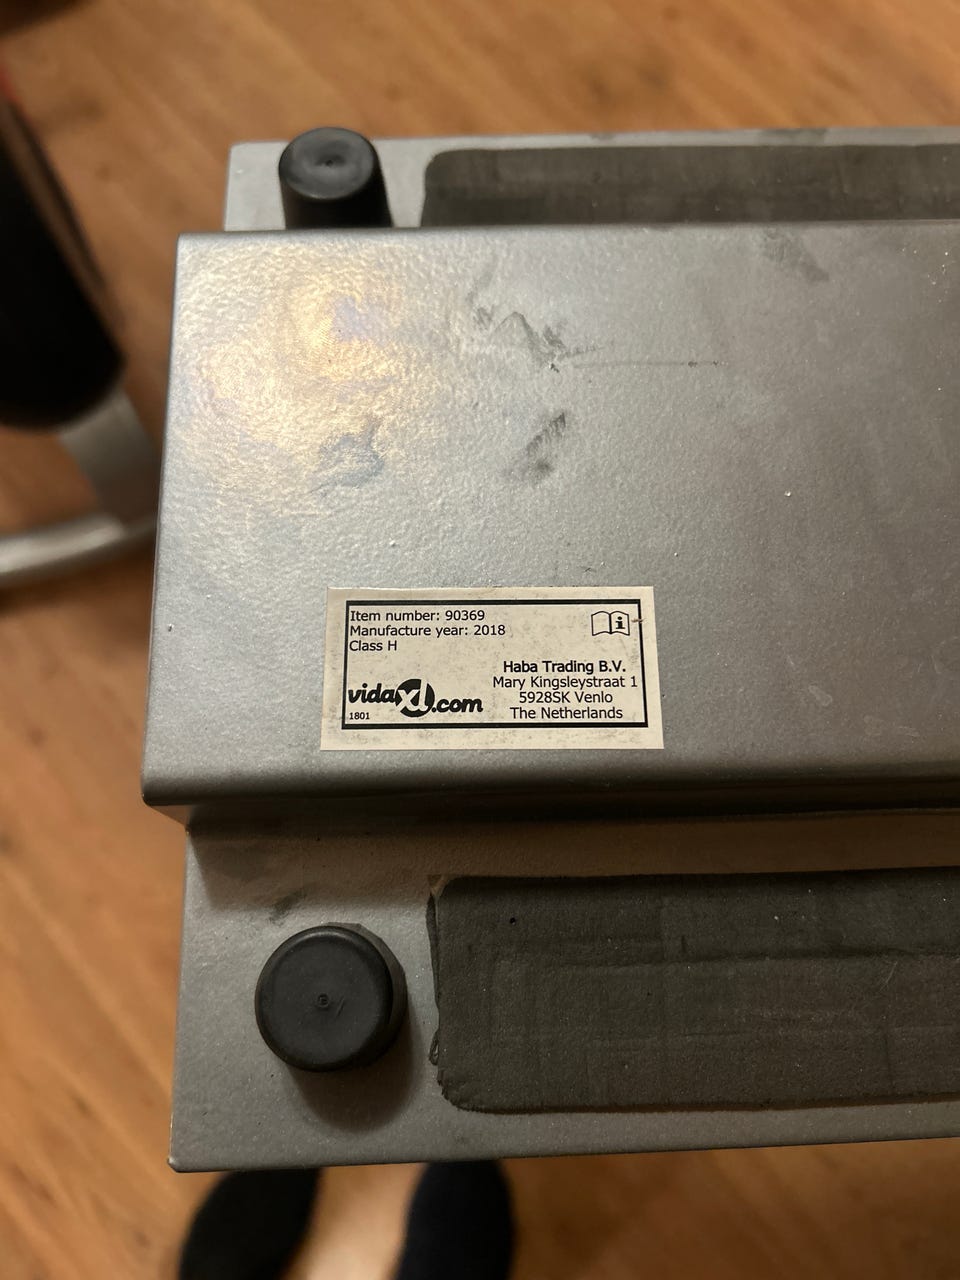 Item number: 90369
Manufacture year: 2018
Class H
Haba Trading B.V.
Mary Kingsleystraat 1
5928SK Venlo
The Netherlands
vidaXL.com
1801